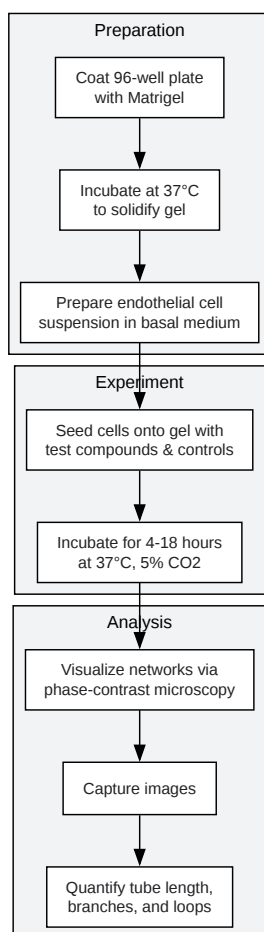 Preparation
Coat 96-well plate
with Matrigel
Incubate at 37°C
to solidify gel
Prepare endothelial cell
suspension in basal medium
Experiment
Seed cells onto gel with
test compounds & controls
Incubate for 4-18 hours
at 37°C, 5% CO2
Analysis
Visualize networks via
phase-contrast microscopy
Capture images
Quantify tube length,
branches, and loops